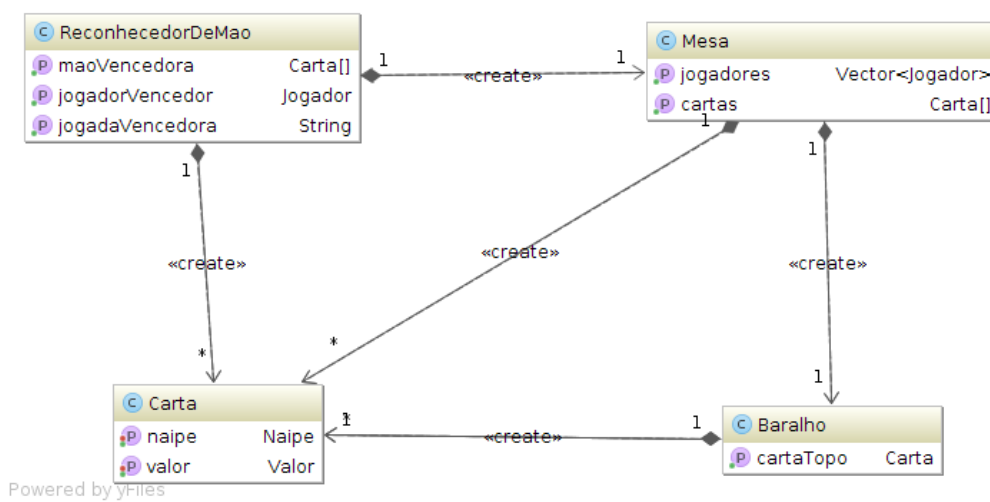 C ReconhecedorDeMao
P maoVencedora Carta[]
P jogadorVencedor Jogador
P jogadaVencedora String
1 «create» 1
C Mesa
P jogadores Vector<Jogador>
P cartas Carta[]
1
1
1
«create»
«create»
«create»
*
*
1
C Carta
P naipe Naipe
P valor Valor
* 1 «create» 1
C Baralho
P cartaTopo Carta
Powered by yFiles